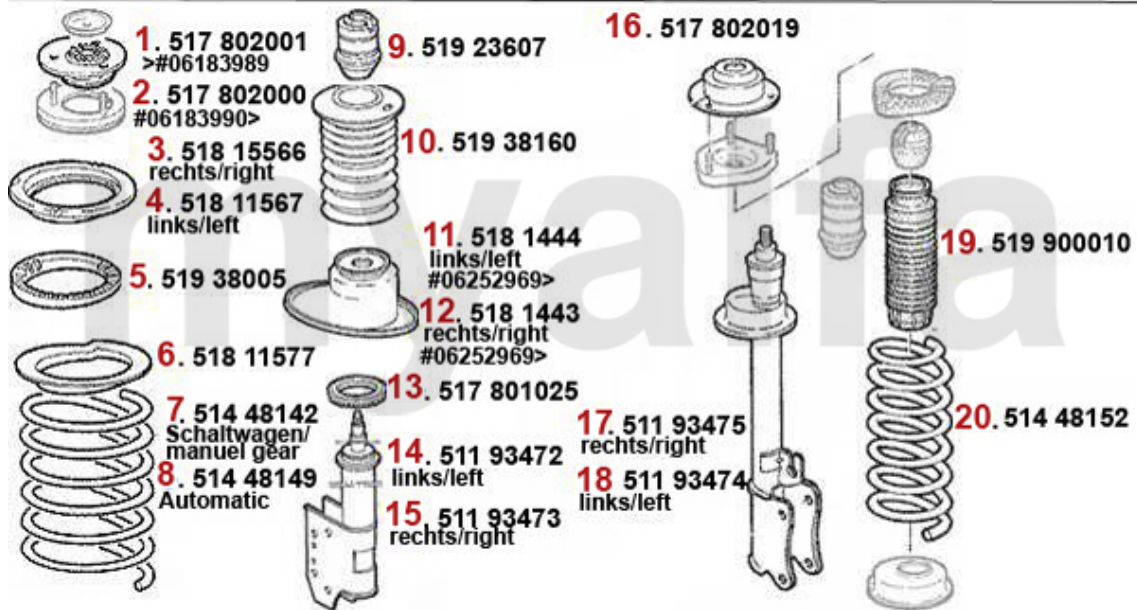 1. 517 802001
>#06183989
2. 517 802000
#06183990>
3. 518 15566
rechts/right
4. 518 11567
links/left
5. 519 38005
6. 518 11577
7. 514 48142
Schaltwagen/
manuel gear
8. 514 48149
Automatic
9. 519 23607
10. 519 38160
11. 518 1444
links/left
#06252969>
12. 518 1443
rechts/right
#06252969>
13. 517 801025
14. 511 93472
links/left
15. 511 93473
rechts/right
16. 517 802019
17. 511 93475
rechts/right
18 511 93474
links/left
19. 519 900010
20. 514 48152
myalfa